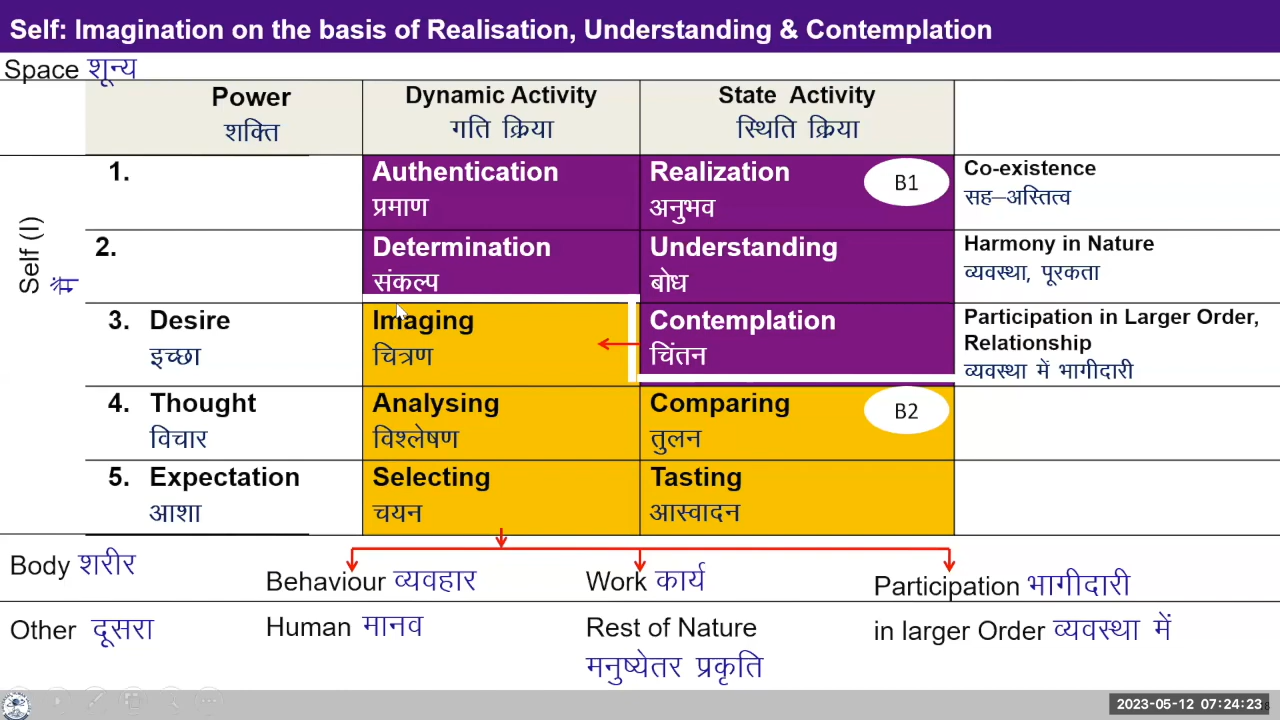 Self: Imagination on the basis of Realisation, Understanding & Contemplation
Space शून्य
Power
शक्ति
Dynamic Activity
गति क्रिया
State Activity
स्थिति क्रिया
Self (I)
मैं
1.
Authentication
प्रमाण
Realization
अनुभव
B1
Co-existence
सह–अस्तित्व
2.
Determination
संकल्प
Understanding
बोध
Harmony in Nature
व्यवस्था, पूरकता
3. Desire
इच्छा
Imaging
चित्रण
Contemplation
चिंतन
Participation in Larger Order,
Relationship
व्यवस्था में भागीदारी
4. Thought
विचार
Analysing
विश्लेषण
Comparing
तुलन
B2
5. Expectation
आशा
Selecting
चयन
Tasting
आस्वादन
Body शरीर
Behaviour व्यवहार
Work कार्य
Participation भागीदारी
Other दूसरा
Human मानव
Rest of Nature
मनुष्येतर प्रकृति
in larger Order व्यवस्था में
2023-05-12 07:24:23